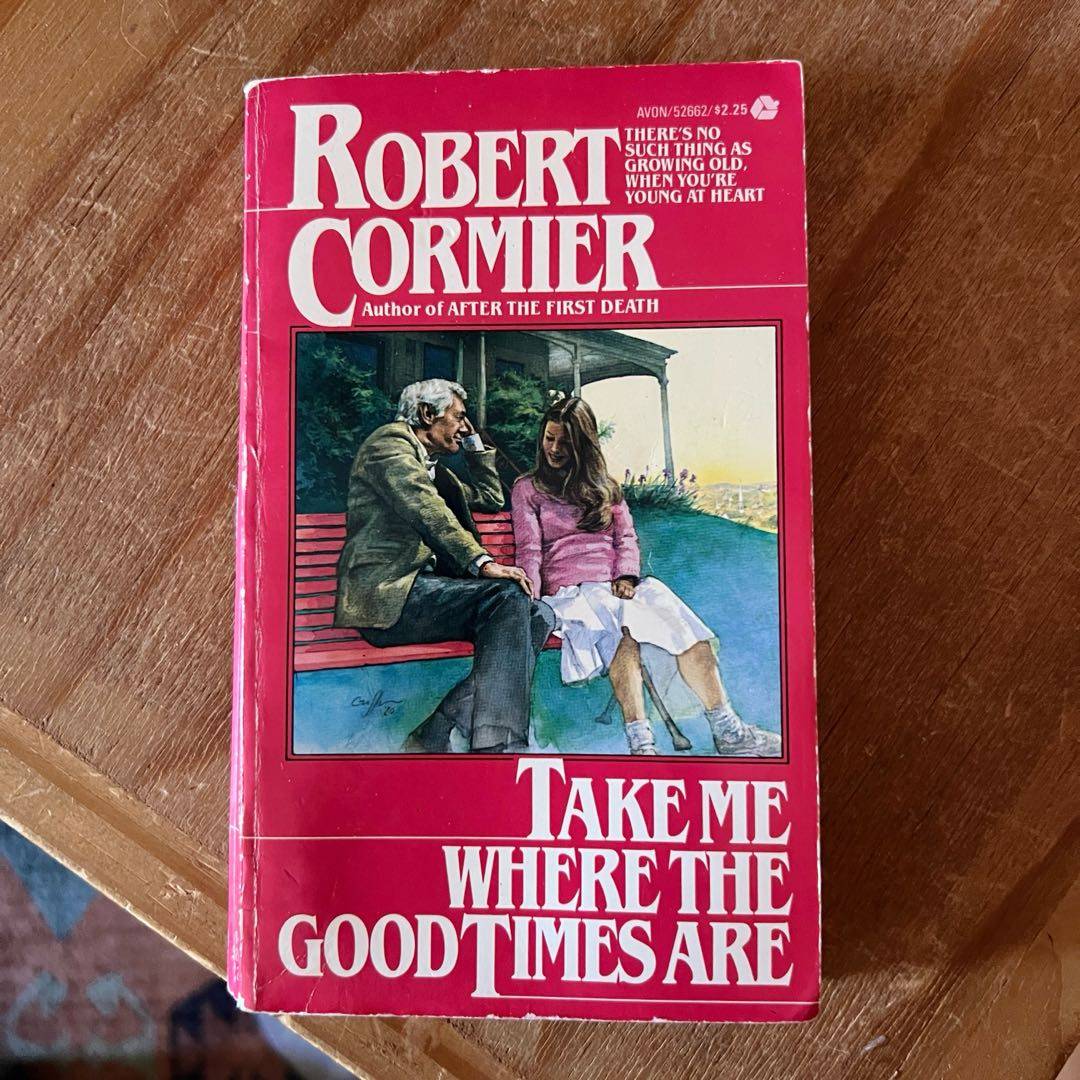 AVON/52662/$2.25
ROBERT
CORMIER
THERE'S NO
SUCH THING AS
GROWING OLD,
WHEN YOU'RE
YOUNG AT HEART
Author of AFTER THE FIRST DEATH
TAKE ME
WHERE THE
GOOD TIMES ARE